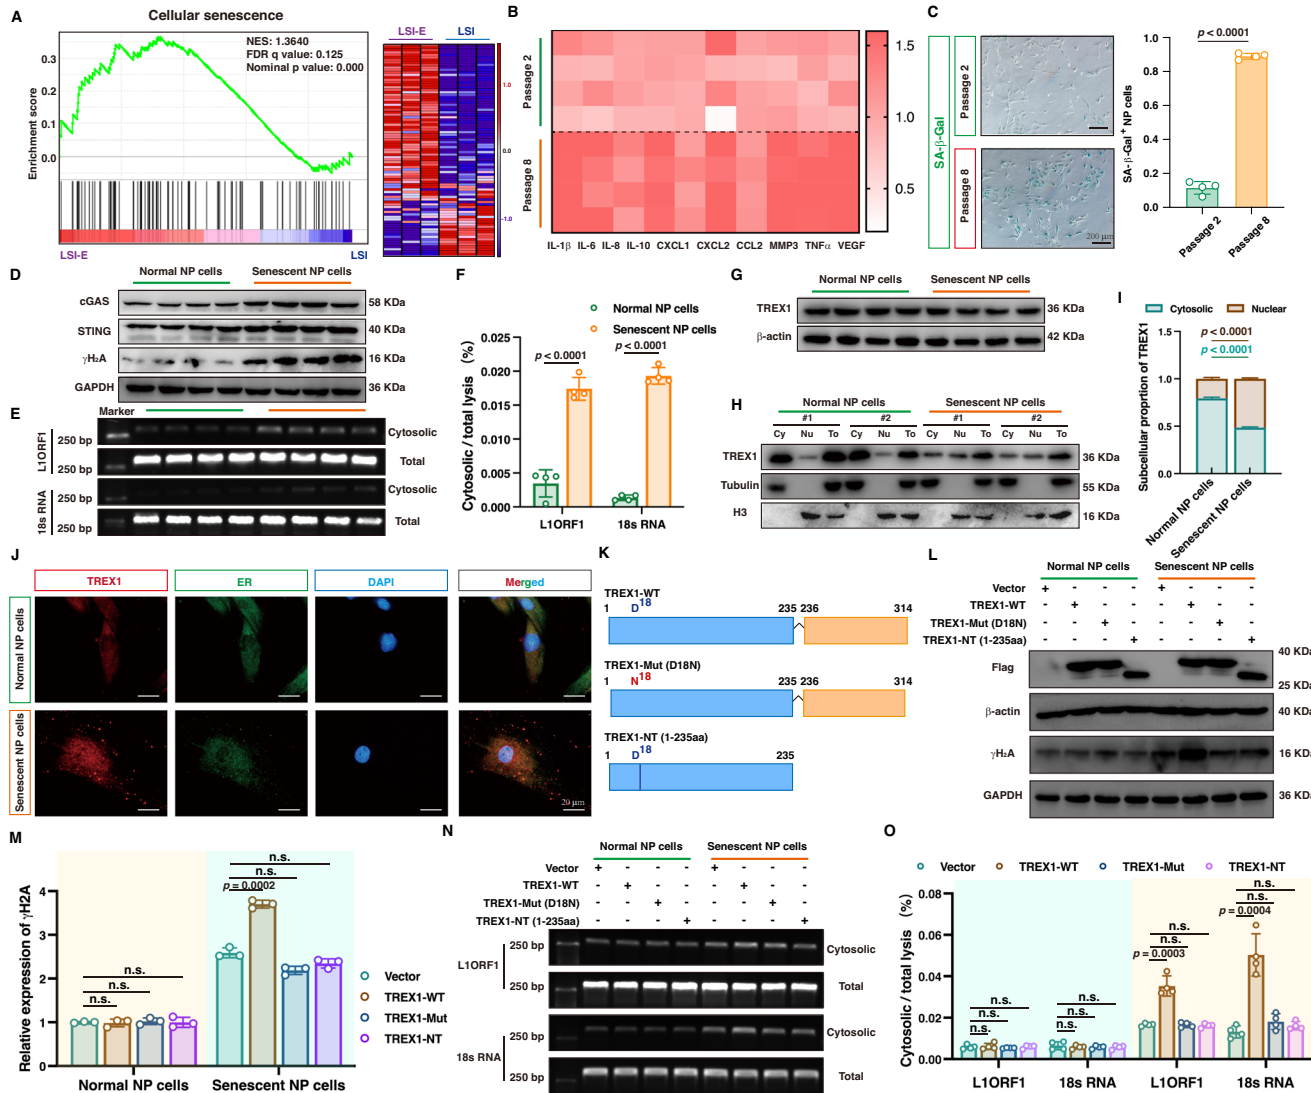 A
Cellular senescence
NES: 1.3640
FDR q value: 0.125
Nominal p value: 0.000
Enrichment score
0.3
0.2
0.1
0.0
LSI-E
LSI
LSI-E
LSI
1.0
0.0
-1.0
B
Passage 2
Passage 8
IL-1β IL-6 IL-8 IL-10 CXCL1 CXCL2 CCL2 MMP3 TNFα VEGF
1.5
1.0
0.5
C
SA-β-Gal
Passage 2
Passage 8
200 μm
p < 0.0001
SA-β-Gal+ NP cells
1.0
0.8
0.6
0.4
0.2
0.0
Passage 2
Passage 8
D
Normal NP cells
Senescent NP cells
cGAS
58 KDa
STING
40 KDa
γH2A
16 KDa
GAPDH
36 KDa
E
Marker
L1ORF1
250 bp
Cytosolic
250 bp
Total
18s RNA
250 bp
Cytosolic
250 bp
Total
F
Normal NP cells
Senescent NP cells
Cytosolic / total lysis (%)
0.025
0.020
0.015
0.010
0.005
0.000
p < 0.0001
p < 0.0001
L1ORF1
18s RNA
G
Normal NP cells
Senescent NP cells
TREX1
36 KDa
β-actin
42 KDa
H
Normal NP cells
Senescent NP cells
#1 #2 #1 #2
Cy Nu To Cy Nu To Cy Nu To Cy Nu To
TREX1
36 KDa
Tubulin
55 KDa
H3
16 KDa
I
Cytosolic
Nuclear
Subcellular proportion of TREX1
1.5
1.0
0.5
0.0
p < 0.0001
p < 0.0001
Normal NP cells
Senescent NP cells
J
TREX1
ER
DAPI
Merged
Normal NP cells
Senescent NP cells
20 μm
K
TREX1-WT
1 D18 235 236 314
TREX1-Mut (D18N)
1 N18 235 236 314
TREX1-NT (1-235aa)
1 D18 235
L
Normal NP cells
Senescent NP cells
Vector + - - - + - - -
TREX1-WT - + - - - + - -
TREX1-Mut (D18N) - - + - - - + -
TREX1-NT (1-235aa) - - - + - - - +
Flag
40 KDa
25 KDa
β-actin
40 KDa
γH2A
16 KDa
GAPDH
36 KDa
M
Relative expression of γH2A
4
3
2
1
0
n.s.
n.s.
n.s.
n.s.
n.s.
p = 0.0002
Normal NP cells
Senescent NP cells
Vector
TREX1-WT
TREX1-Mut
TREX1-NT
N
Normal NP cells
Senescent NP cells
Vector + - - - + - - -
TREX1-WT - + - - - + - -
TREX1-Mut (D18N) - - + - - - + -
TREX1-NT (1-235aa) - - - + - - - +
L1ORF1
250 bp
Cytosolic
250 bp
Total
18s RNA
250 bp
Cytosolic
250 bp
Total
O
Vector
TREX1-WT
TREX1-Mut
TREX1-NT
Cytosolic / total lysis (%)
0.08
0.06
0.04
0.02
0.00
n.s.
n.s.
n.s.
n.s.
n.s.
n.s.
n.s.
n.s.
p = 0.0003
n.s.
n.s.
p = 0.0004
L1ORF1
18s RNA
L1ORF1
18s RNA